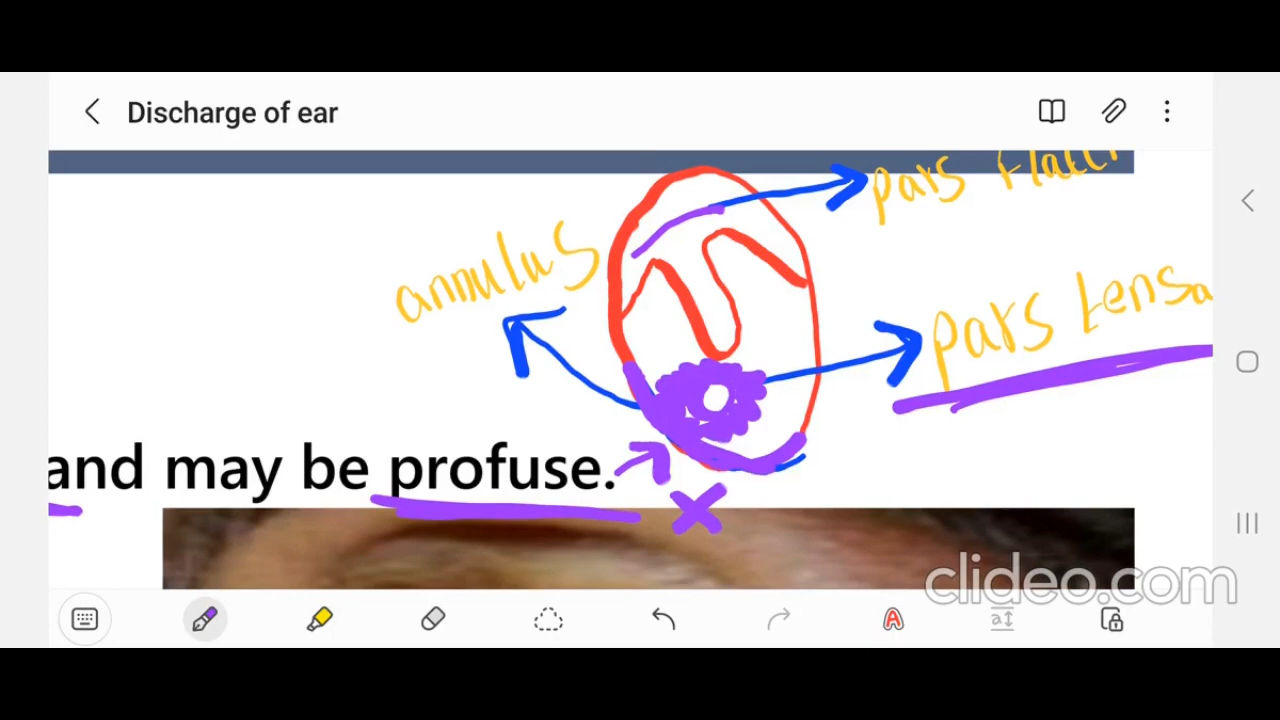 Discharge of ear
pars
annulus
pars tensa
and may be profuse.
clideo.com